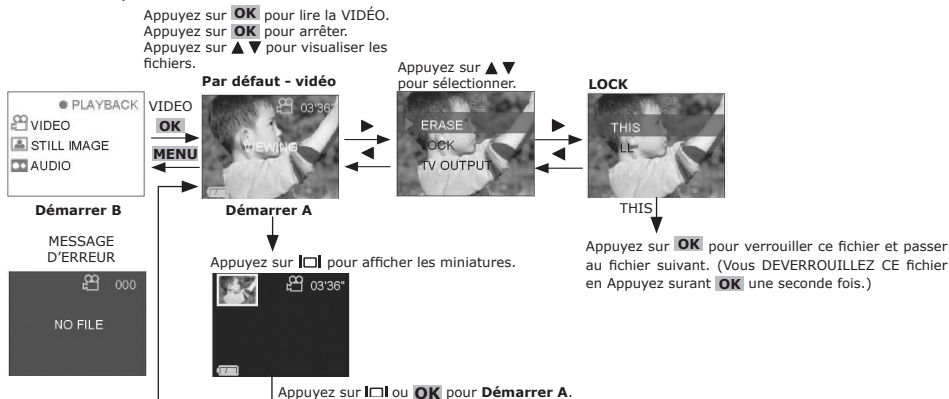 Appuyez sur OK pour lire la VIDÉO.
Appuyez sur OK pour arrêter.
Appuyez sur ▲ ▼ pour visualiser les
fichiers.
Par défaut - vidéo
Appuyez sur ▲ ▼
pour sélectionner.
LOCK
PLAYBACK
VIDEO
STILL IMAGE
AUDIO
VIDEO
OK
MENU
03'36"
VIEWING
ERASE
LOCK
TV OUTPUT
THIS
ALL
Démarrer B
Démarrer A
THIS
MESSAGE
D'ERREUR
000
NO FILE
Appuyez sur pour afficher les miniatures.
03'36"
Appuyez sur OK pour verrouiller ce fichier et passer
au fichier suivant. (Vous DEVERROUILLEZ CE fichier
en Appuyez surant OK une seconde fois.)
Appuyez sur ou OK pour Démarrer A.